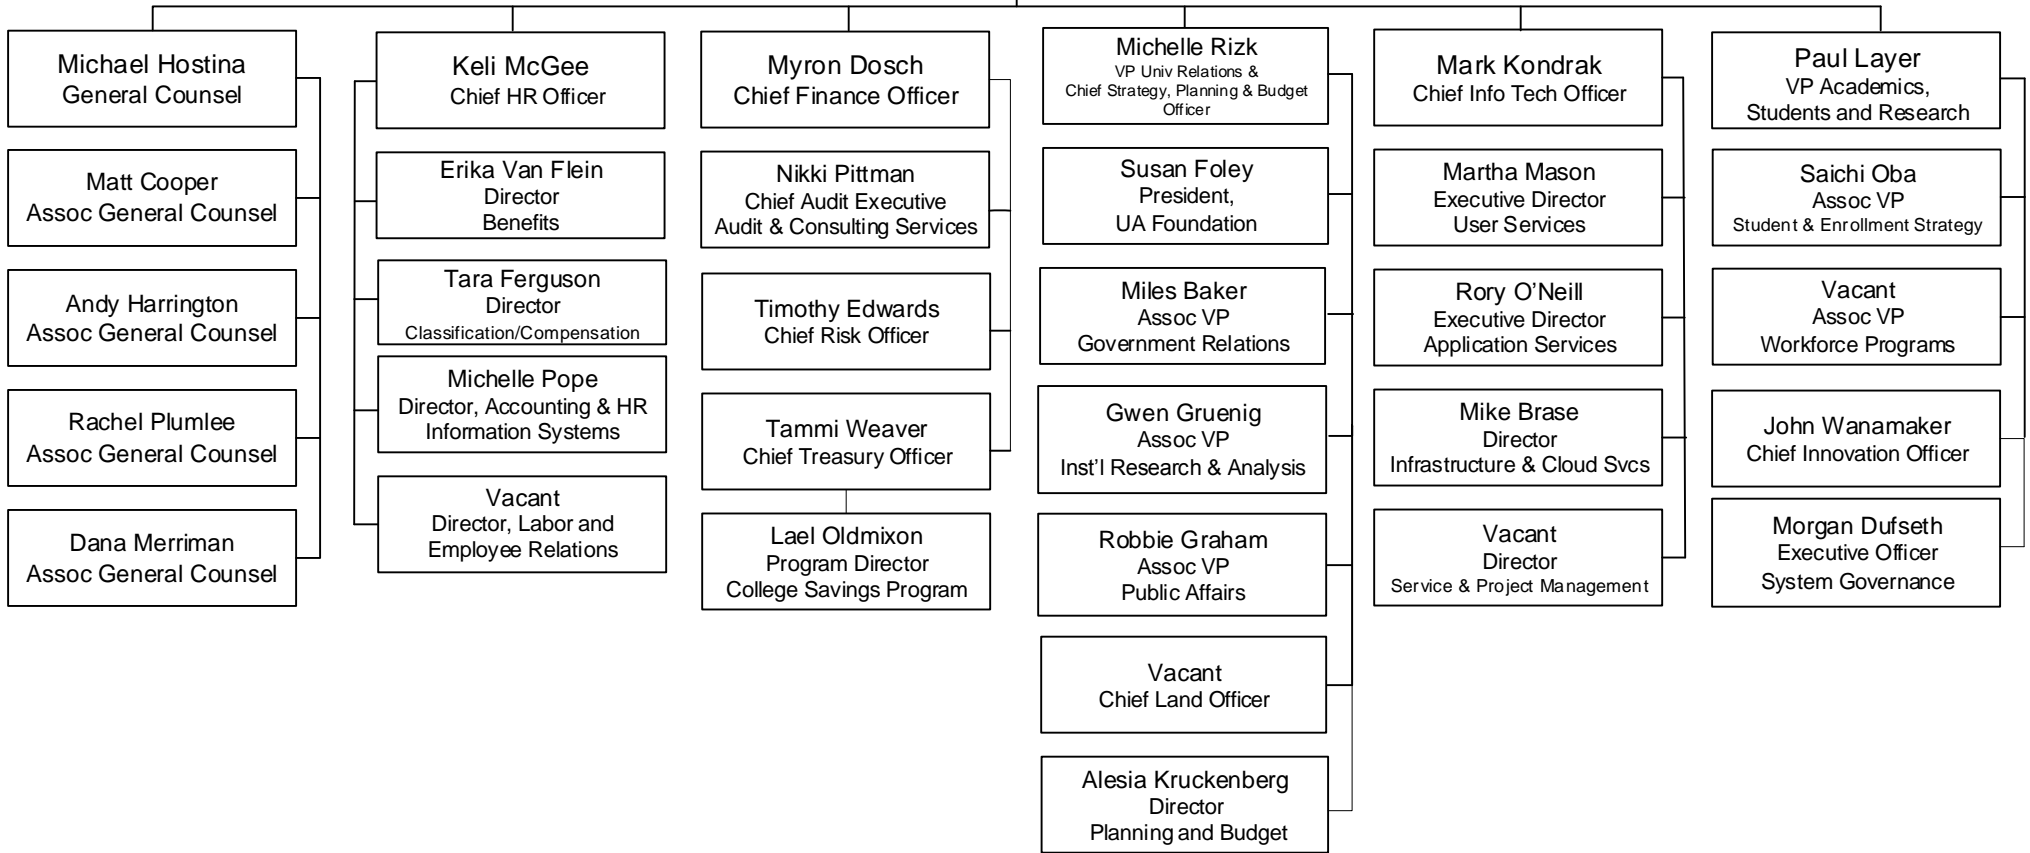 Michael Hostina
General Counsel
Matt Cooper
Assoc General Counsel
Andy Harrington
Assoc General Counsel
Rachel Plumlee
Assoc General Counsel
Dana Merriman
Assoc General Counsel
Keli McGee
Chief HR Officer
Erika Van Flein
Director
Benefits
Tara Ferguson
Director
Classification/Compensation
Michelle Pope
Director, Accounting & HR
Information Systems
Vacant
Director, Labor and
Employee Relations
Myron Dosch
Chief Finance Officer
Nikki Pittman
Chief Audit Executive
Audit & Consulting Services
Timothy Edwards
Chief Risk Officer
Tammi Weaver
Chief Treasury Officer
Lael Oldmixon
Program Director
College Savings Program
Michelle Rizk
VP Univ Relations &
Chief Strategy, Planning & Budget
Officer
Susan Foley
President,
UA Foundation
Miles Baker
Assoc VP
Government Relations
Gwen Gruenig
Assoc VP
Inst'l Research & Analysis
Robbie Graham
Assoc VP
Public Affairs
Vacant
Chief Land Officer
Alesia Kruckenberg
Director
Planning and Budget
Mark Kondrak
Chief Info Tech Officer
Martha Mason
Executive Director
User Services
Rory O’Neill
Executive Director
Application Services
Mike Brase
Director
Infrastructure & Cloud Svcs
Vacant
Director
Service & Project Management
Paul Layer
VP Academics,
Students and Research
Saichi Oba
Assoc VP
Student & Enrollment Strategy
Vacant
Assoc VP
Workforce Programs
John Wanamaker
Chief Innovation Officer
Morgan Dufseth
Executive Officer
System Governance